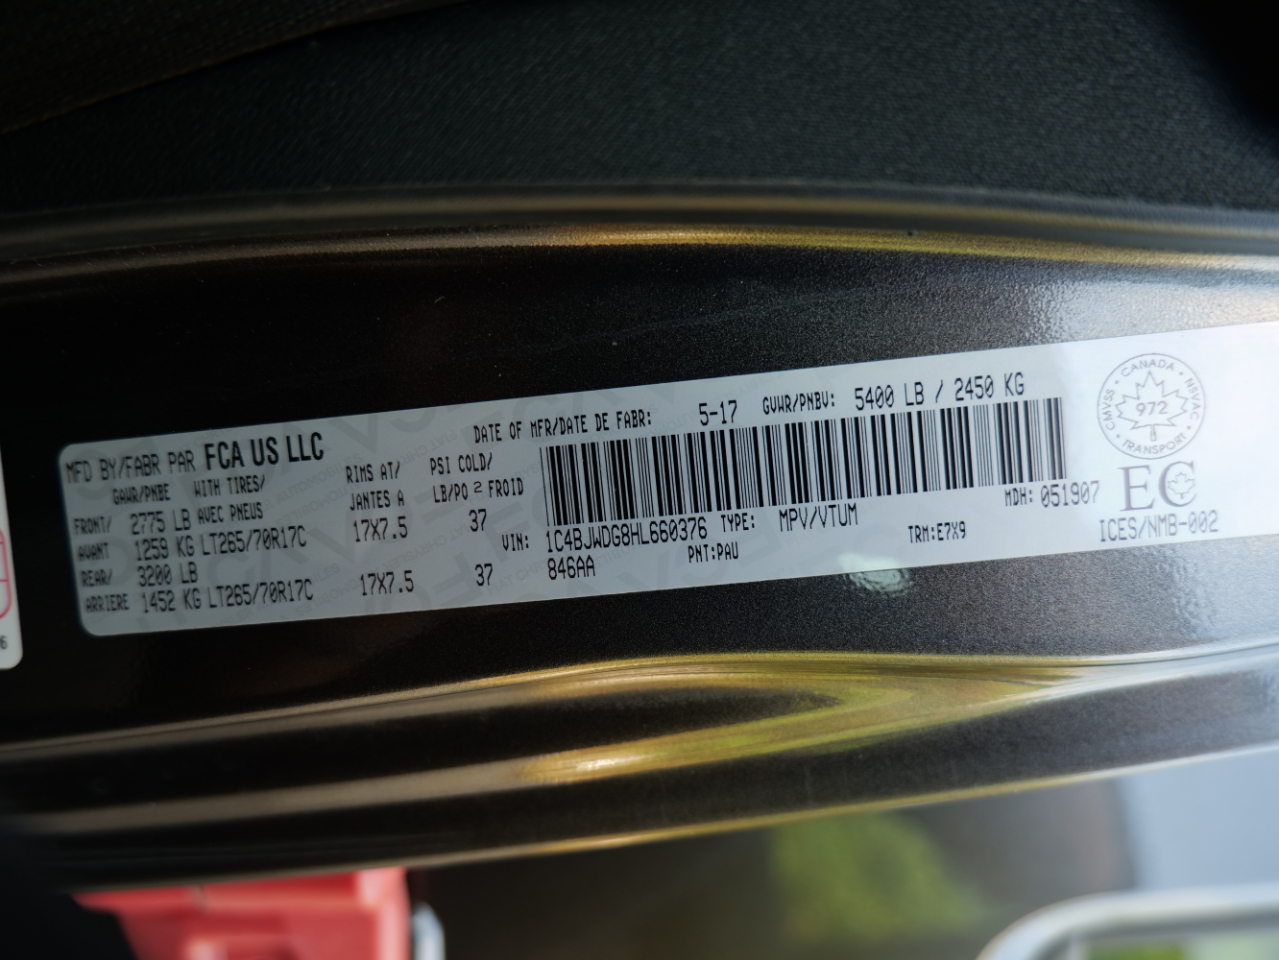 MFD BY/FABR PAR FCA US LLC
DATE OF MFR/DATE DE FABR: 5-17 GVWR/PNBV: 5400 LB / 2450 KG
GAWR/PNBE WITH TIRES/ RIMS AT/ PSI COLD/
AVEC PNEUS JANTES A LB/PO 2 FROID
FRONT/ 2775 LB
AVANT 1259 KG LT265/70R17C 17X7.5 37
REAR/ 3200 LB
ARRIERE 1452 KG LT265/70R17C 17X7.5 37
VIN: 1C4BJWDG8HL660376 TYPE: MPV/VTUM MDH: 051907
846AA PNT:PAU TRM:E7X9
CANADA
CMVSS • NSVAC
972
TRANSPORT
EC
ICES/NMB-002